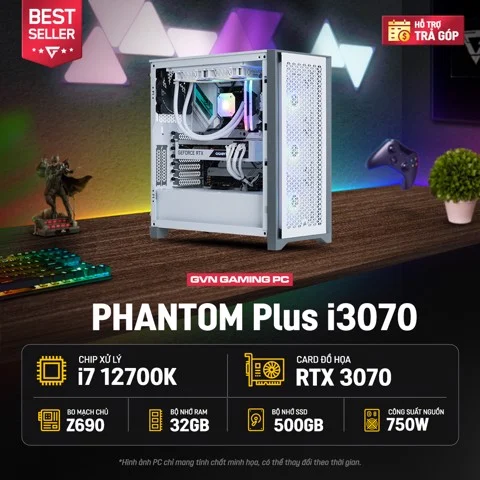 BEST
SELLER
HỖ TRỢ
TRẢ GÓP
GEFORCE RTX
GVN GAMING PC
PHANTOM Plus i3070
CHIP XỬ LÝ
i7 12700K
CARD ĐỒ HỌA
RTX 3070
BO MẠCH CHỦ
Z690
BỘ NHỚ RAM
32GB
BỘ NHỚ SSD
500GB
CÔNG SUẤT NGUỒN
750W
*Hình ảnh PC chỉ mang tính chất minh họa, có thể thay đổi theo thời gian.